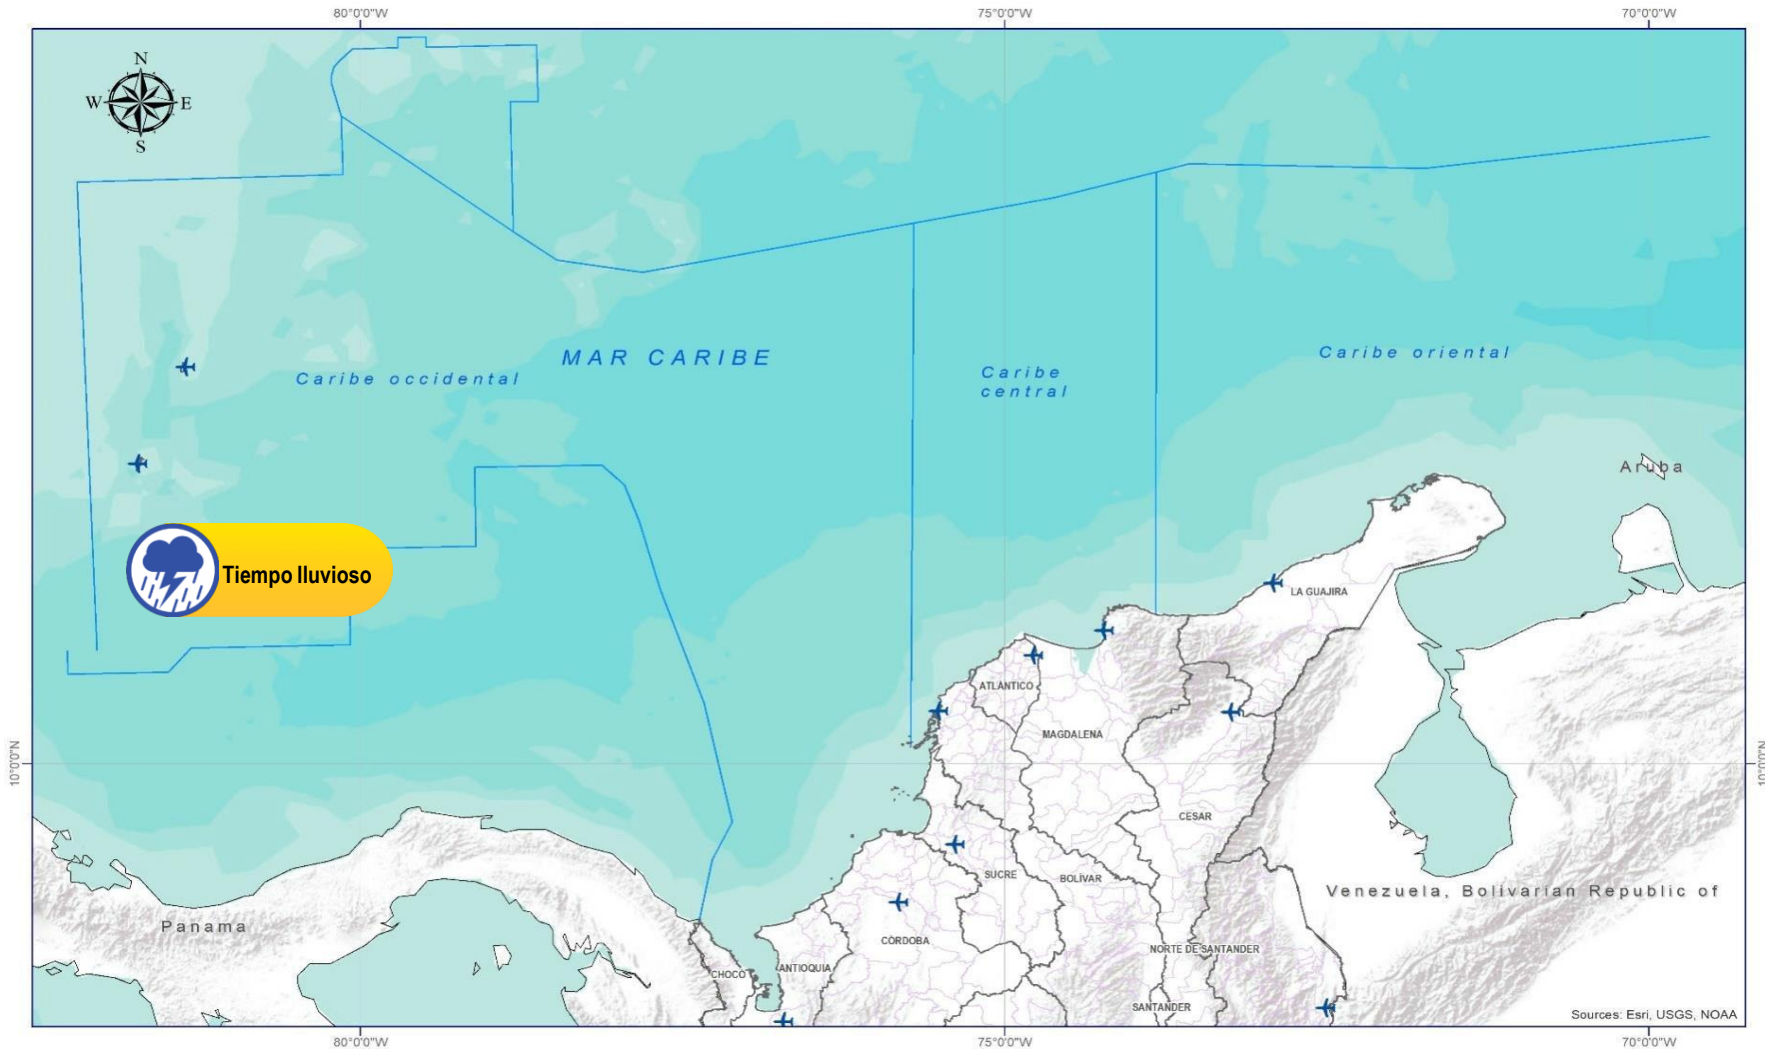 80°0'0"W
75°0'0"W
70°0'0"W
N
W
E
S
MAR CARIBE
Caribe oriental
Caribe occidental
Caribe
central
Aruba
Tiempo lluvioso
LA GUAJIRA
ATLANTICO
MAGDALENA
10°0'0"N
10°0'0"N
CESAR
SUCRE
BOLÍVAR
Venezuela, Bolivarian Republic of
Panama
CÓRDOBA
NORTE DE SANTANDER
CHOCO
ANTIOQUIA
SANTANDER
Sources: Esri, USGS, NOAA
80°0'0"W
75°0'0"W
70°0'0"W